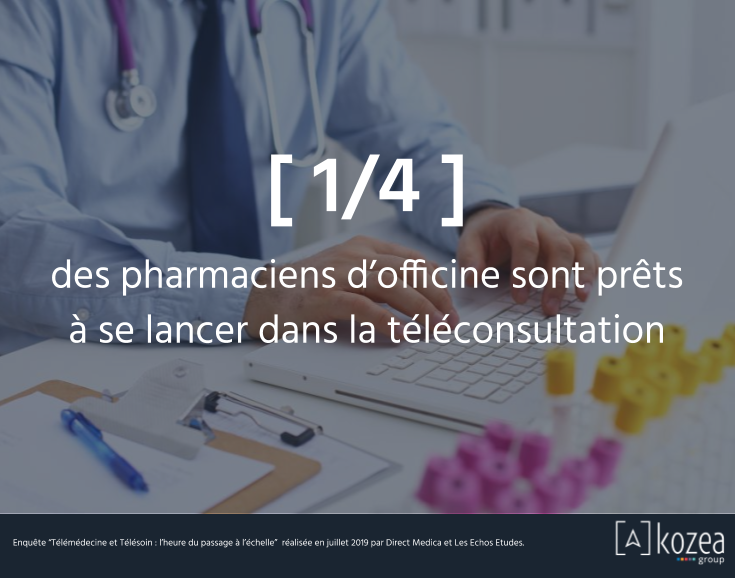 [ 1/4 ]
des pharmaciens d’officine sont prêts
à se lancer dans la téléconsultation
Enquête “Télémédecine et Télésoin : l’heure du passage à l’échelle” réalisée en juillet 2019 par Direct Medica et Les Echos Etudes.
[A] kozea
group